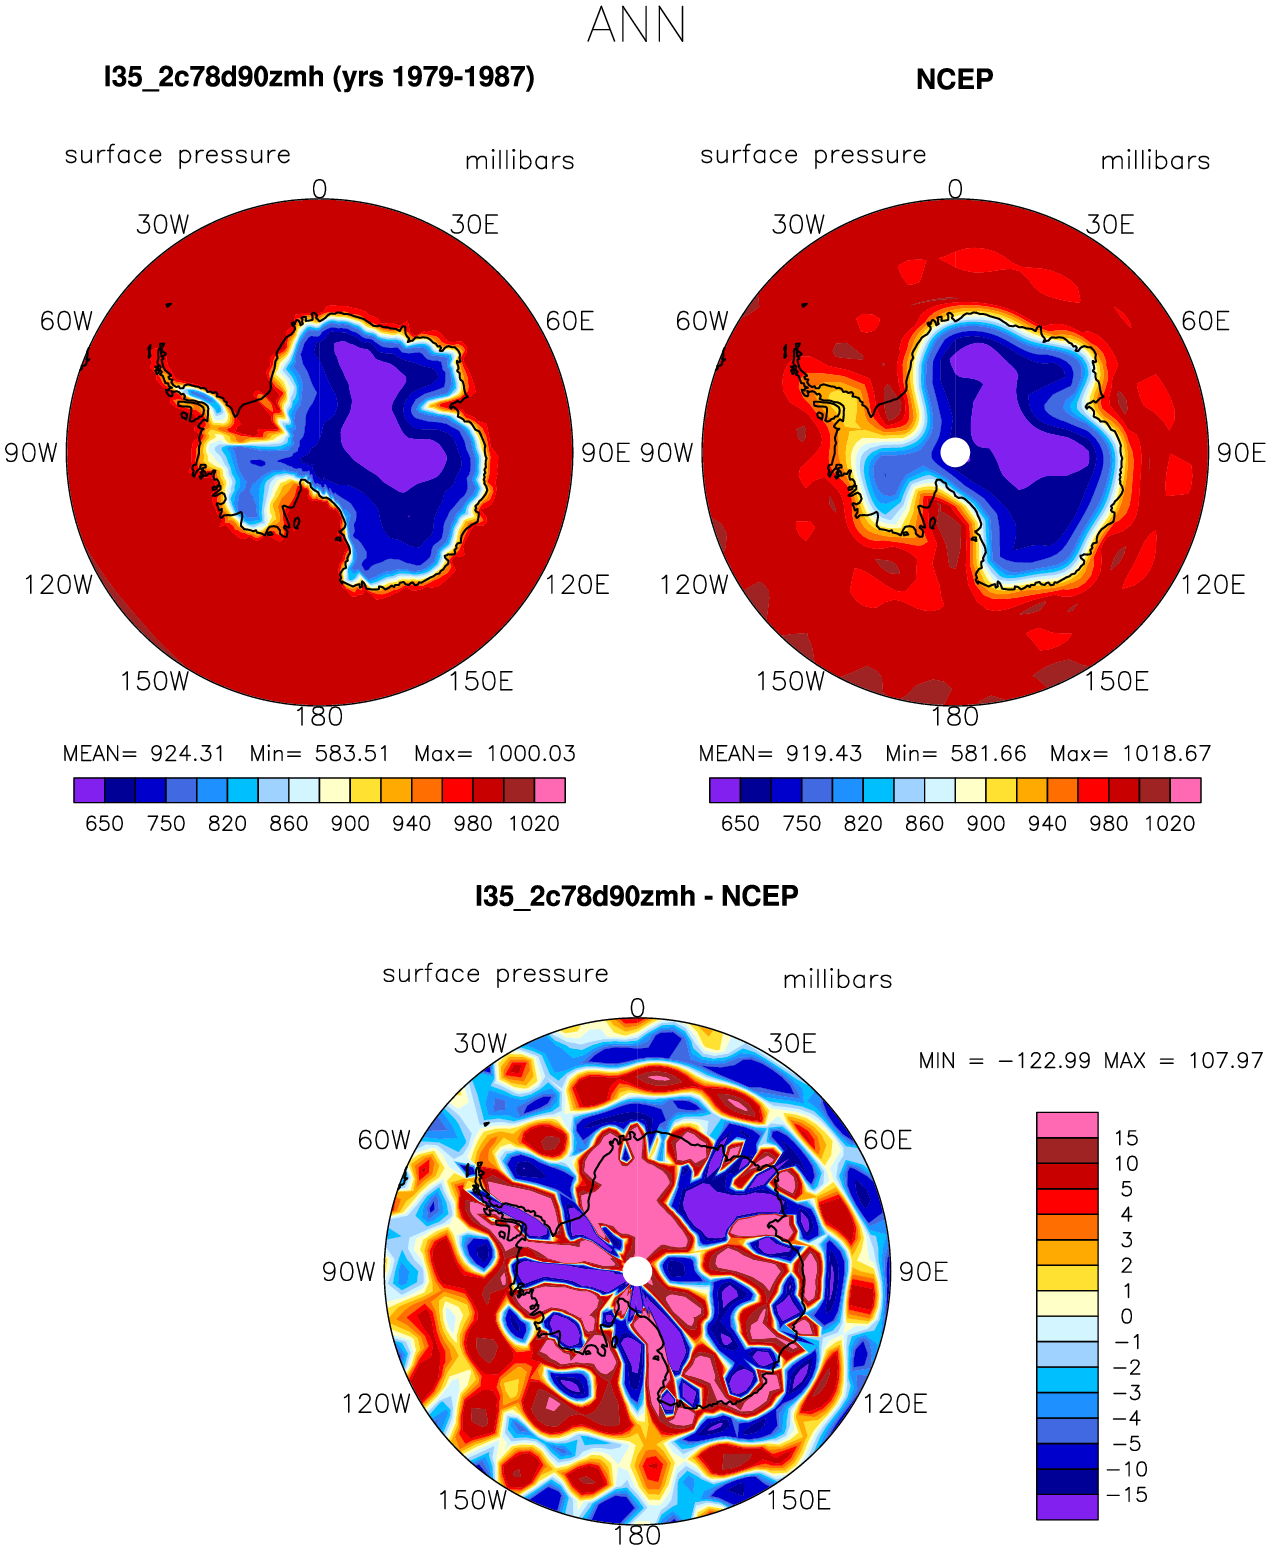 ANN
l35_2c78d90zmh (yrs 1979-1987)
NCEP
surface pressure millibars
surface pressure millibars
0
30W 30E
60W 60E
90W 90E
120W 120E
150W 150E
180
0
30W 30E
60W 60E
90W 90E
120W 120E
150W 150E
180
MEAN= 924.31 Min= 583.51 Max= 1000.03
650 750 820 860 900 940 980 1020
MEAN= 919.43 Min= 581.66 Max= 1018.67
650 750 820 860 900 940 980 1020
l35_2c78d90zmh - NCEP
surface pressure millibars
0
30W 30E
60W 60E
90W 90E
120W 120E
150W 150E
180
MIN = -122.99 MAX = 107.97
15
10
5
4
3
2
1
0
-1
-2
-3
-4
-5
-10
-15